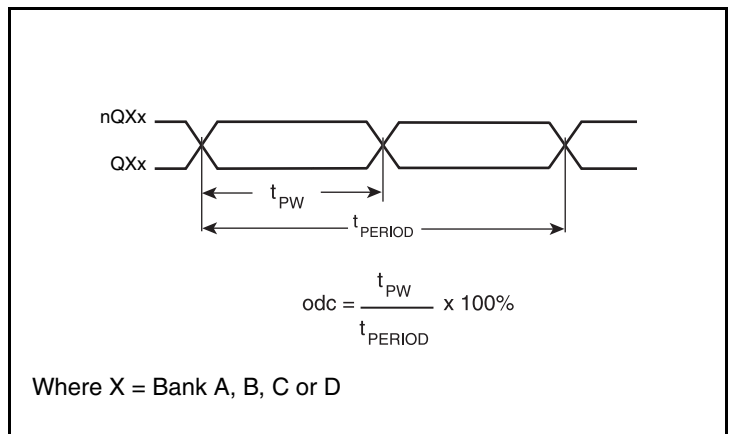 nQXx
QXx
tPW
tPERIOD
odc = tPW / tPERIOD x 100%
Where X = Bank A, B, C or D